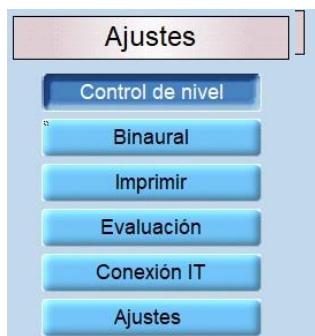 Ajustes
Control de nivel
Binaural
Imprimir
Evaluación
Conexión IT
Ajustes